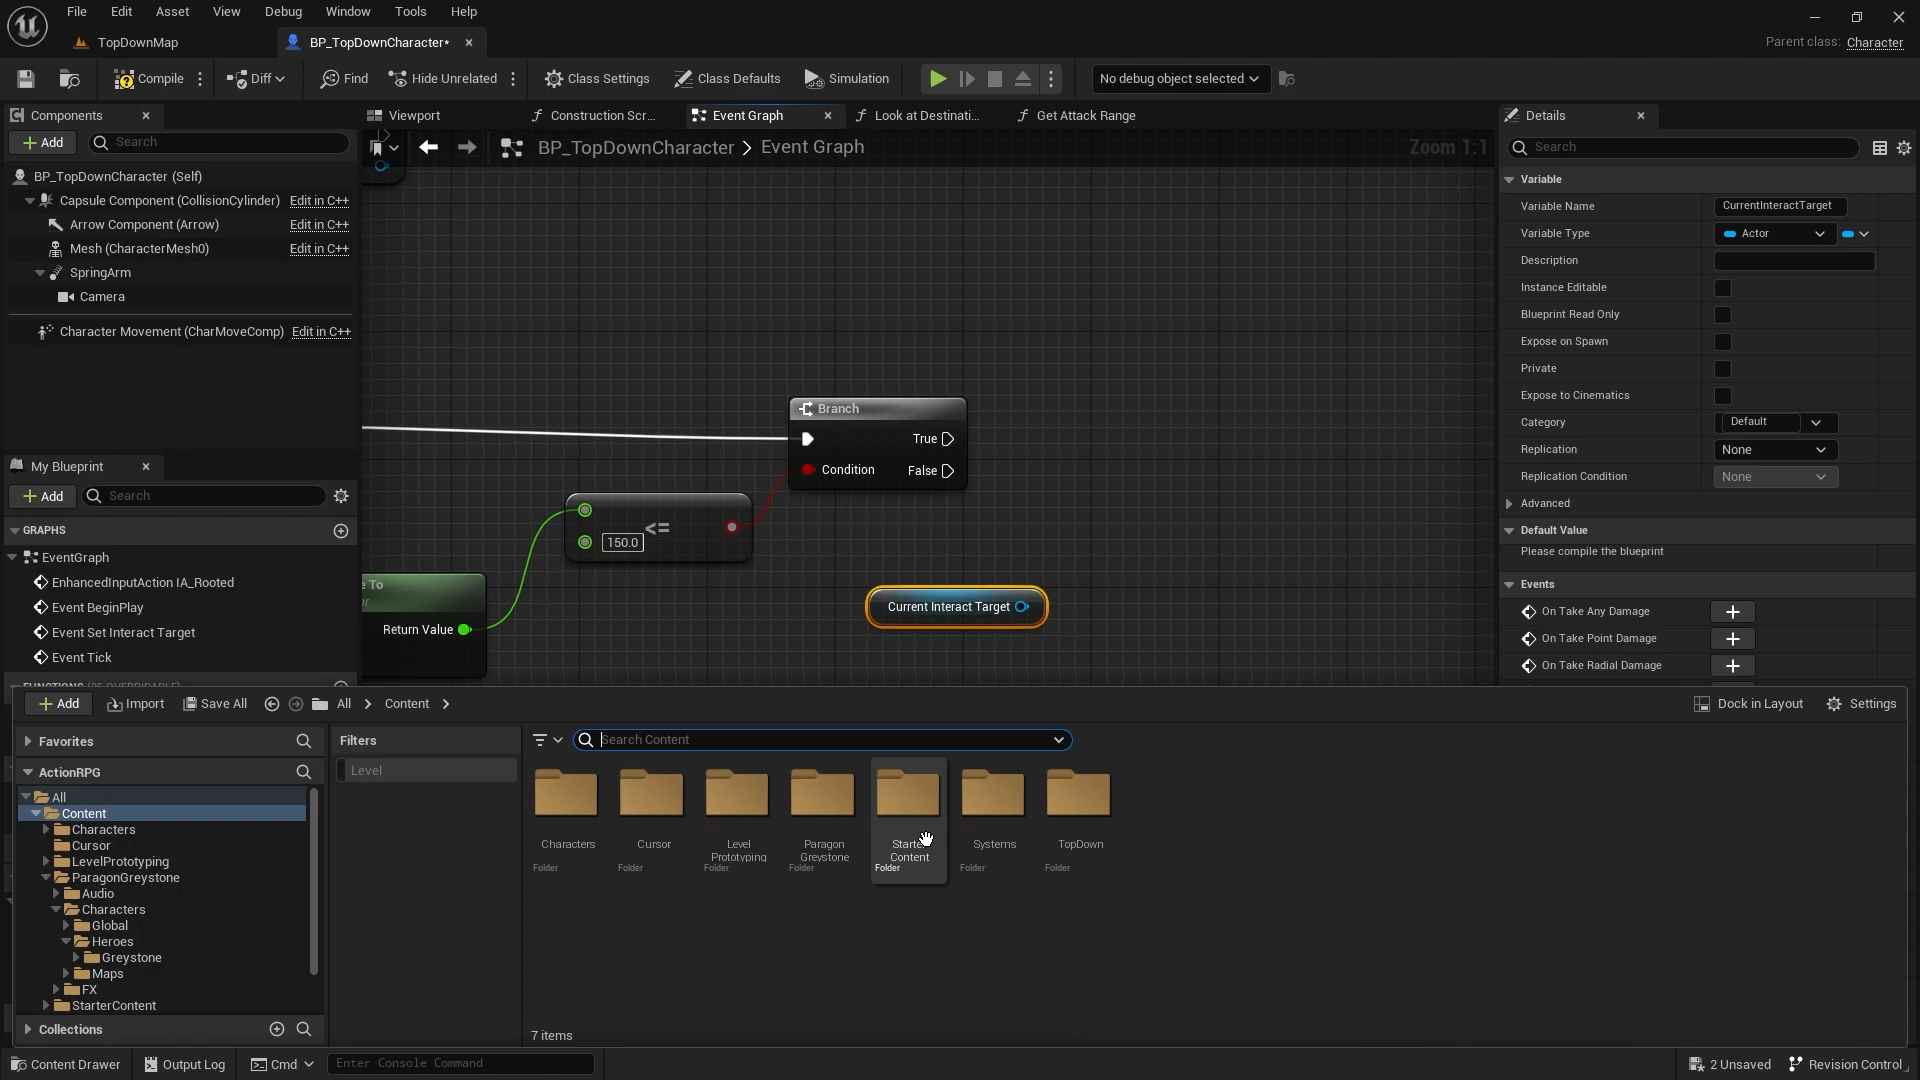 File Edit Asset View Debug Window Tools Help
TopDownMap BP_TopDownCharacter* Parent class: Character
Compile Diff Find Hide Unrelated Class Settings Class Defaults Simulation No debug object selected
Components Viewport Construction Scr... Event Graph Look at Destinati... Get Attack Range Details
Add Search BP_TopDownCharacter > Event Graph Zoom 1:1 Search
BP_TopDownCharacter (Self)
Capsule Component (CollisionCylinder) Edit in C++
Arrow Component (Arrow) Edit in C++
Mesh (CharacterMesh0) Edit in C++
SpringArm
Camera
Character Movement (CharMoveComp) Edit in C++
Variable
Variable Name CurrentInteractTarget
Variable Type Actor
Description
Instance Editable
Blueprint Read Only
Expose on Spawn
Private
Expose to Cinematics
Category Default
Replication None
Replication Condition None
Advanced
Default Value
Please compile the blueprint
Events
On Take Any Damage
On Take Point Damage
On Take Radial Damage
Branch
True
Condition False
<=
150.0
e To
or
Return Value
Current Interact Target
My Blueprint
Add Search
GRAPHS
EventGraph
EnhancedInputAction IA_Rooted
Event BeginPlay
Event Set Interact Target
Event Tick
Add Import Save All All > Content > Dock in Layout Settings
Favorites
ActionRPG
All
Content
Characters
Cursor
LevelPrototyping
ParagonGreystone
Audio
Characters
Global
Heroes
Greystone
Maps
FX
StarterContent
Collections
Filters
Level
Search Content
Characters
Folder
Cursor
Folder
Level
Prototyping
Folder
Paragon
Greystone
Folder
Starte
Content
Folder
Systems
Folder
TopDown
Folder
7 items
Content Drawer Output Log Cmd Enter Console Command 2 Unsaved Revision Control